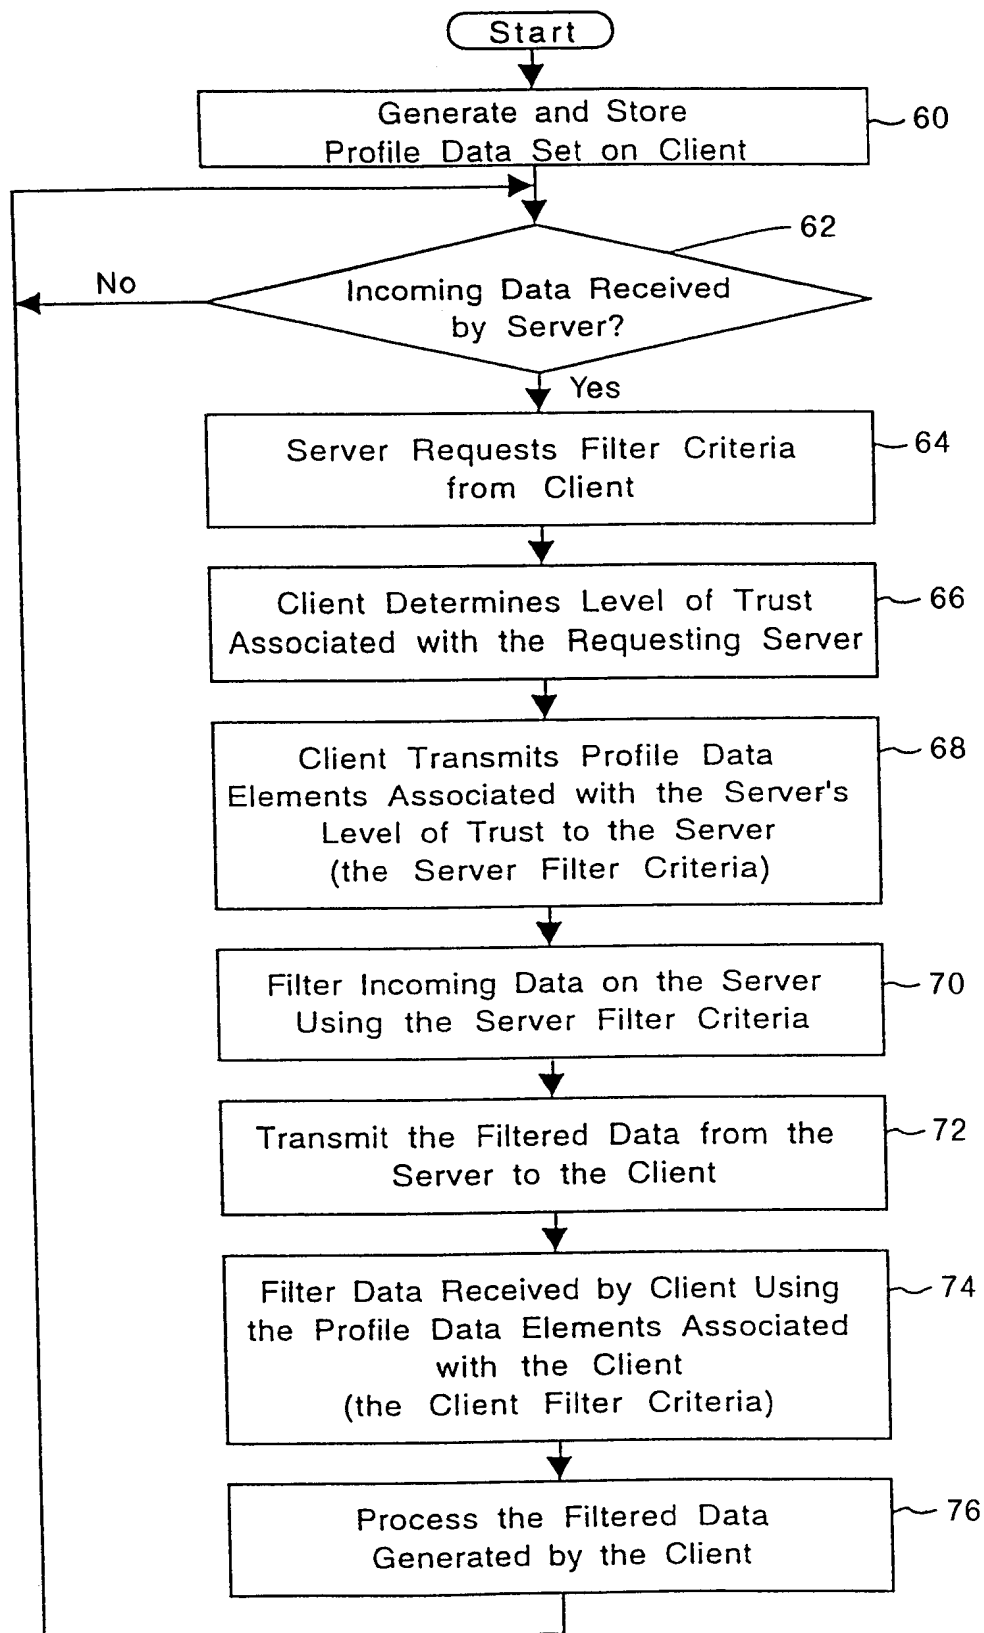 Start
Generate and Store
Profile Data Set on Client
60
62
No
Incoming Data Received
by Server?
Yes
Server Requests Filter Criteria
from Client
64
Client Determines Level of Trust
Associated with the Requesting Server
66
Client Transmits Profile Data
Elements Associated with the Server's
Level of Trust to the Server
(the Server Filter Criteria)
68
Filter Incoming Data on the Server
Using the Server Filter Criteria
70
Transmit the Filtered Data from the
Server to the Client
72
Filter Data Received by Client Using
the Profile Data Elements Associated
with the Client
(the Client Filter Criteria)
74
Process the Filtered Data
Generated by the Client
76